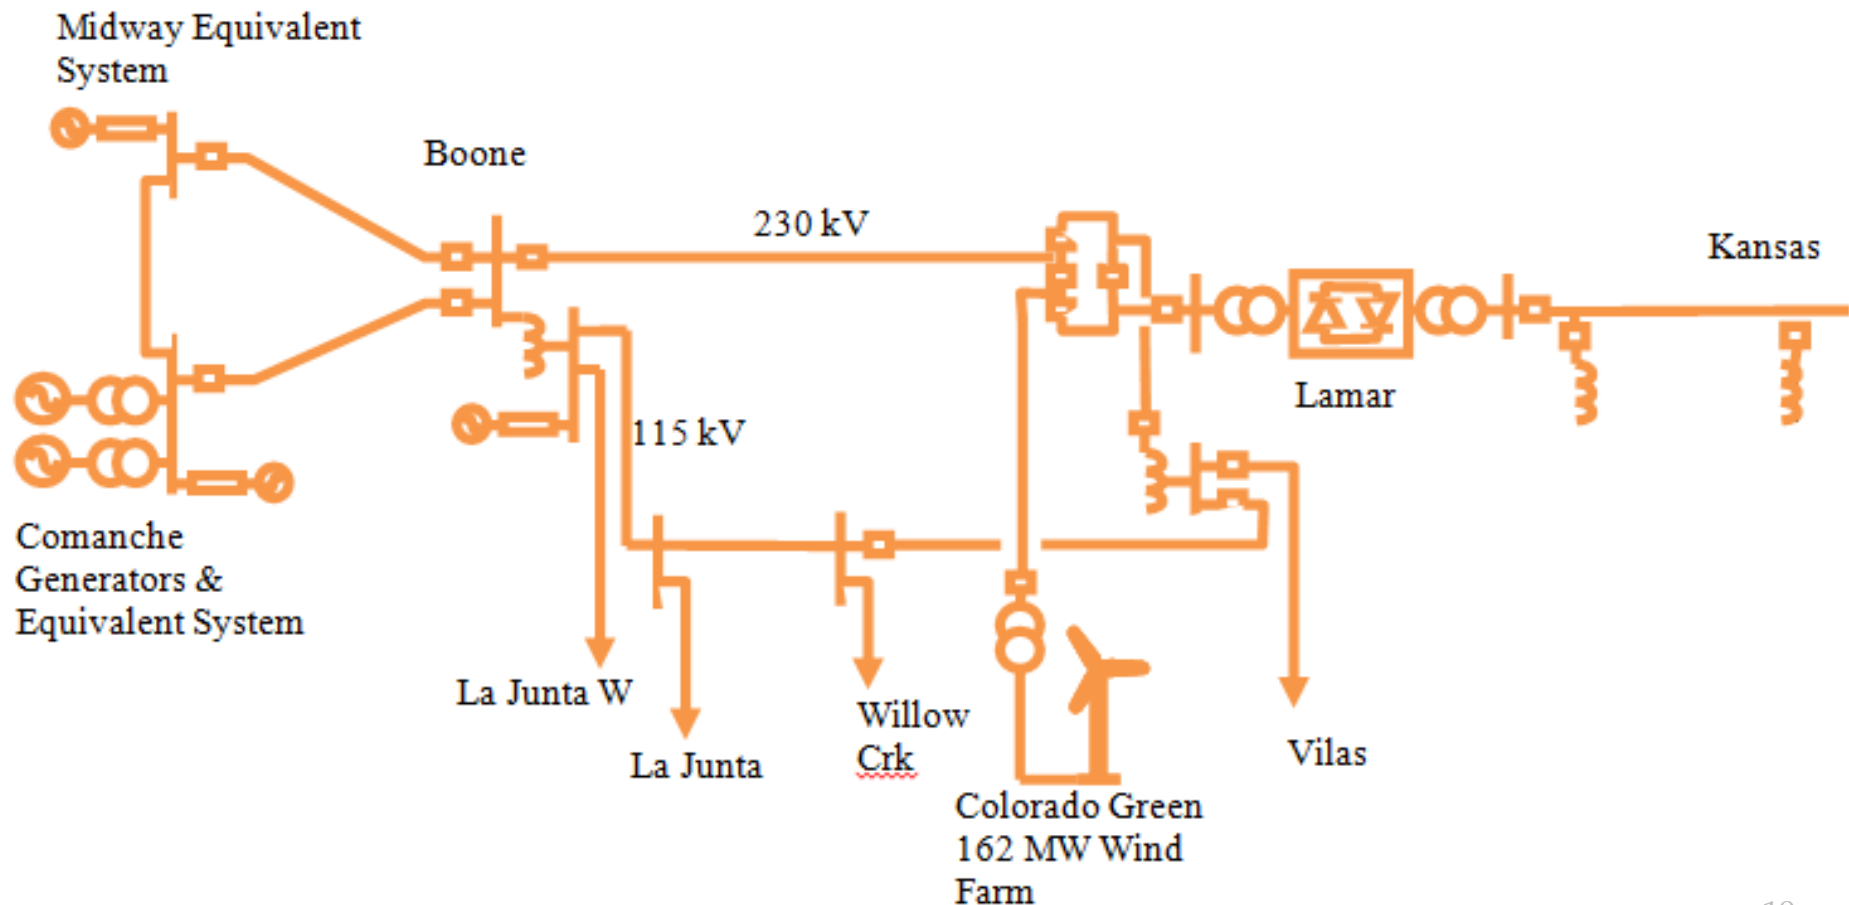 Midway Equivalent
System
Boone
230 kV
Kansas
Lamar
115 kV
Comanche
Generators &
Equivalent System
La Junta W
La Junta
Willow
Crk
Vilas
Colorado Green
162 MW Wind
Farm